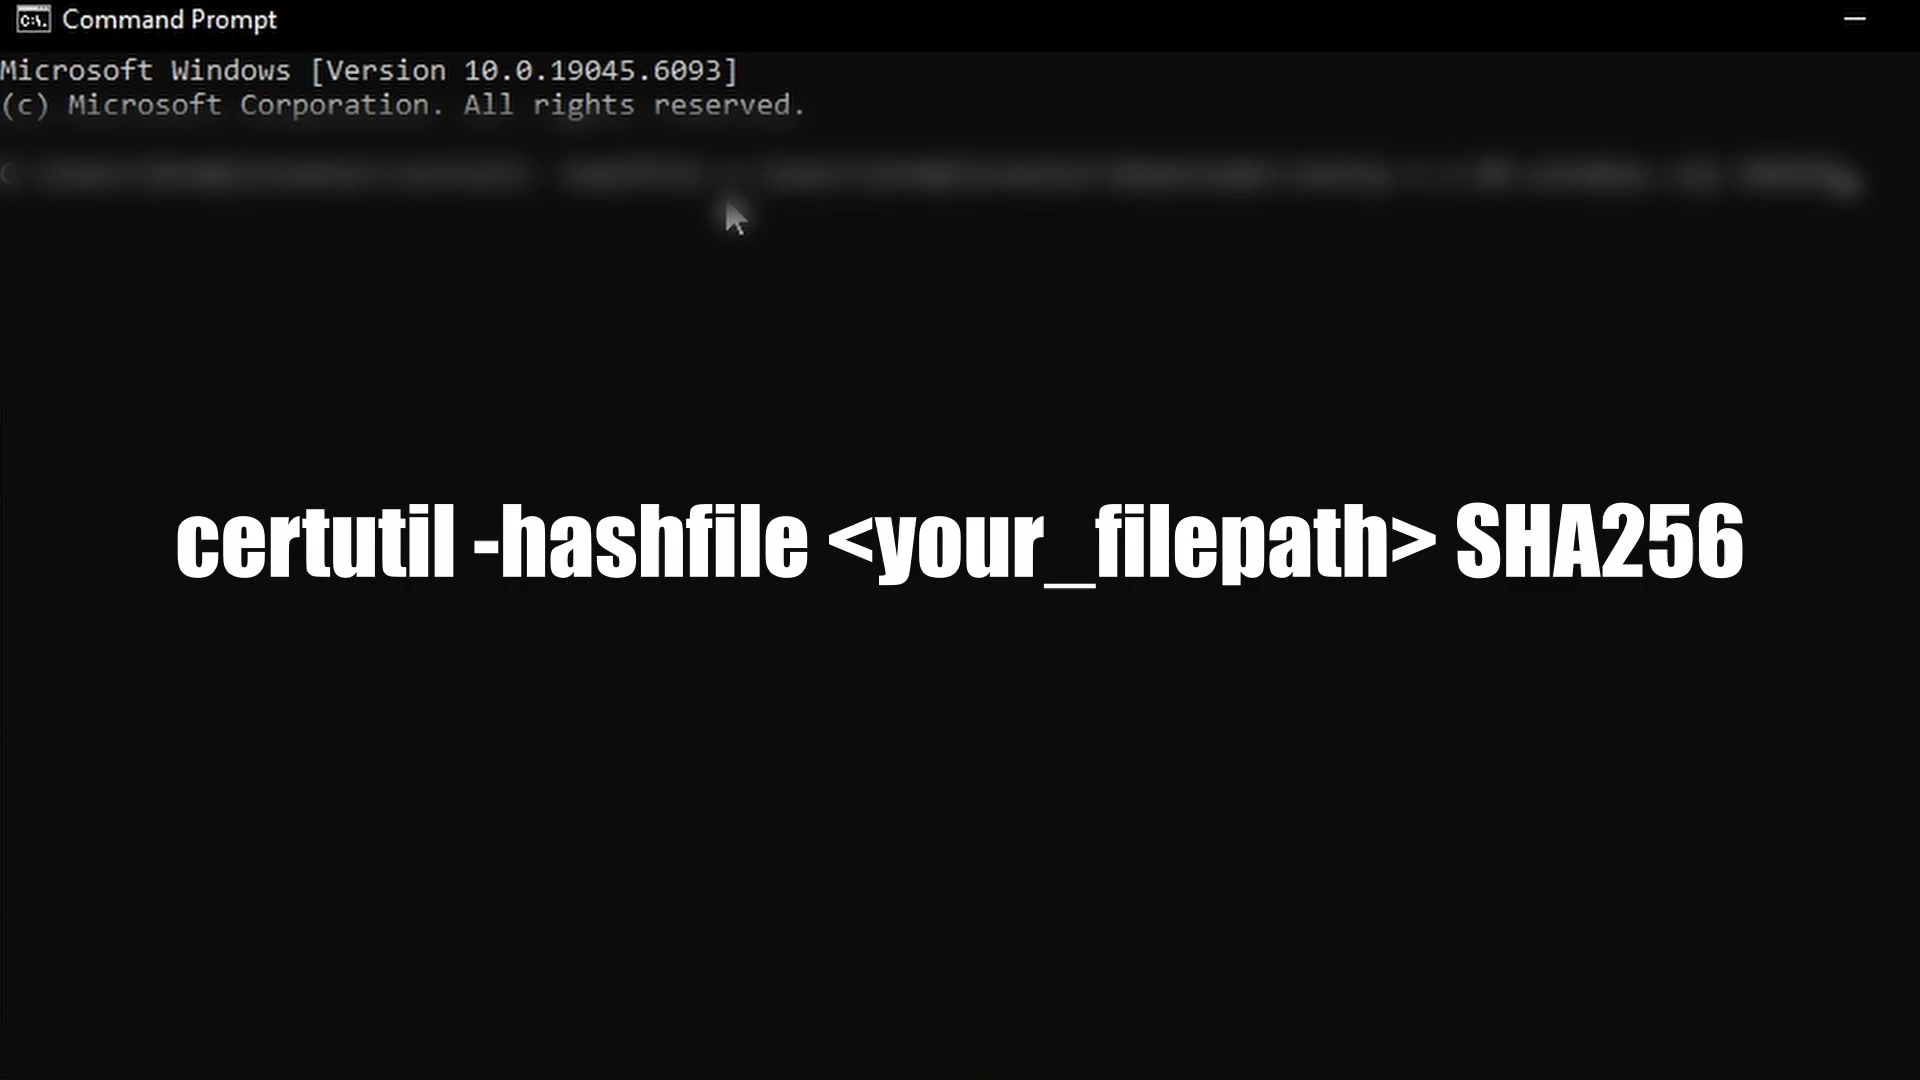 Command Prompt
Microsoft Windows [Version 10.0.19045.6093]
(c) Microsoft Corporation. All rights reserved.
certutil -hashfile <your_filepath> SHA256